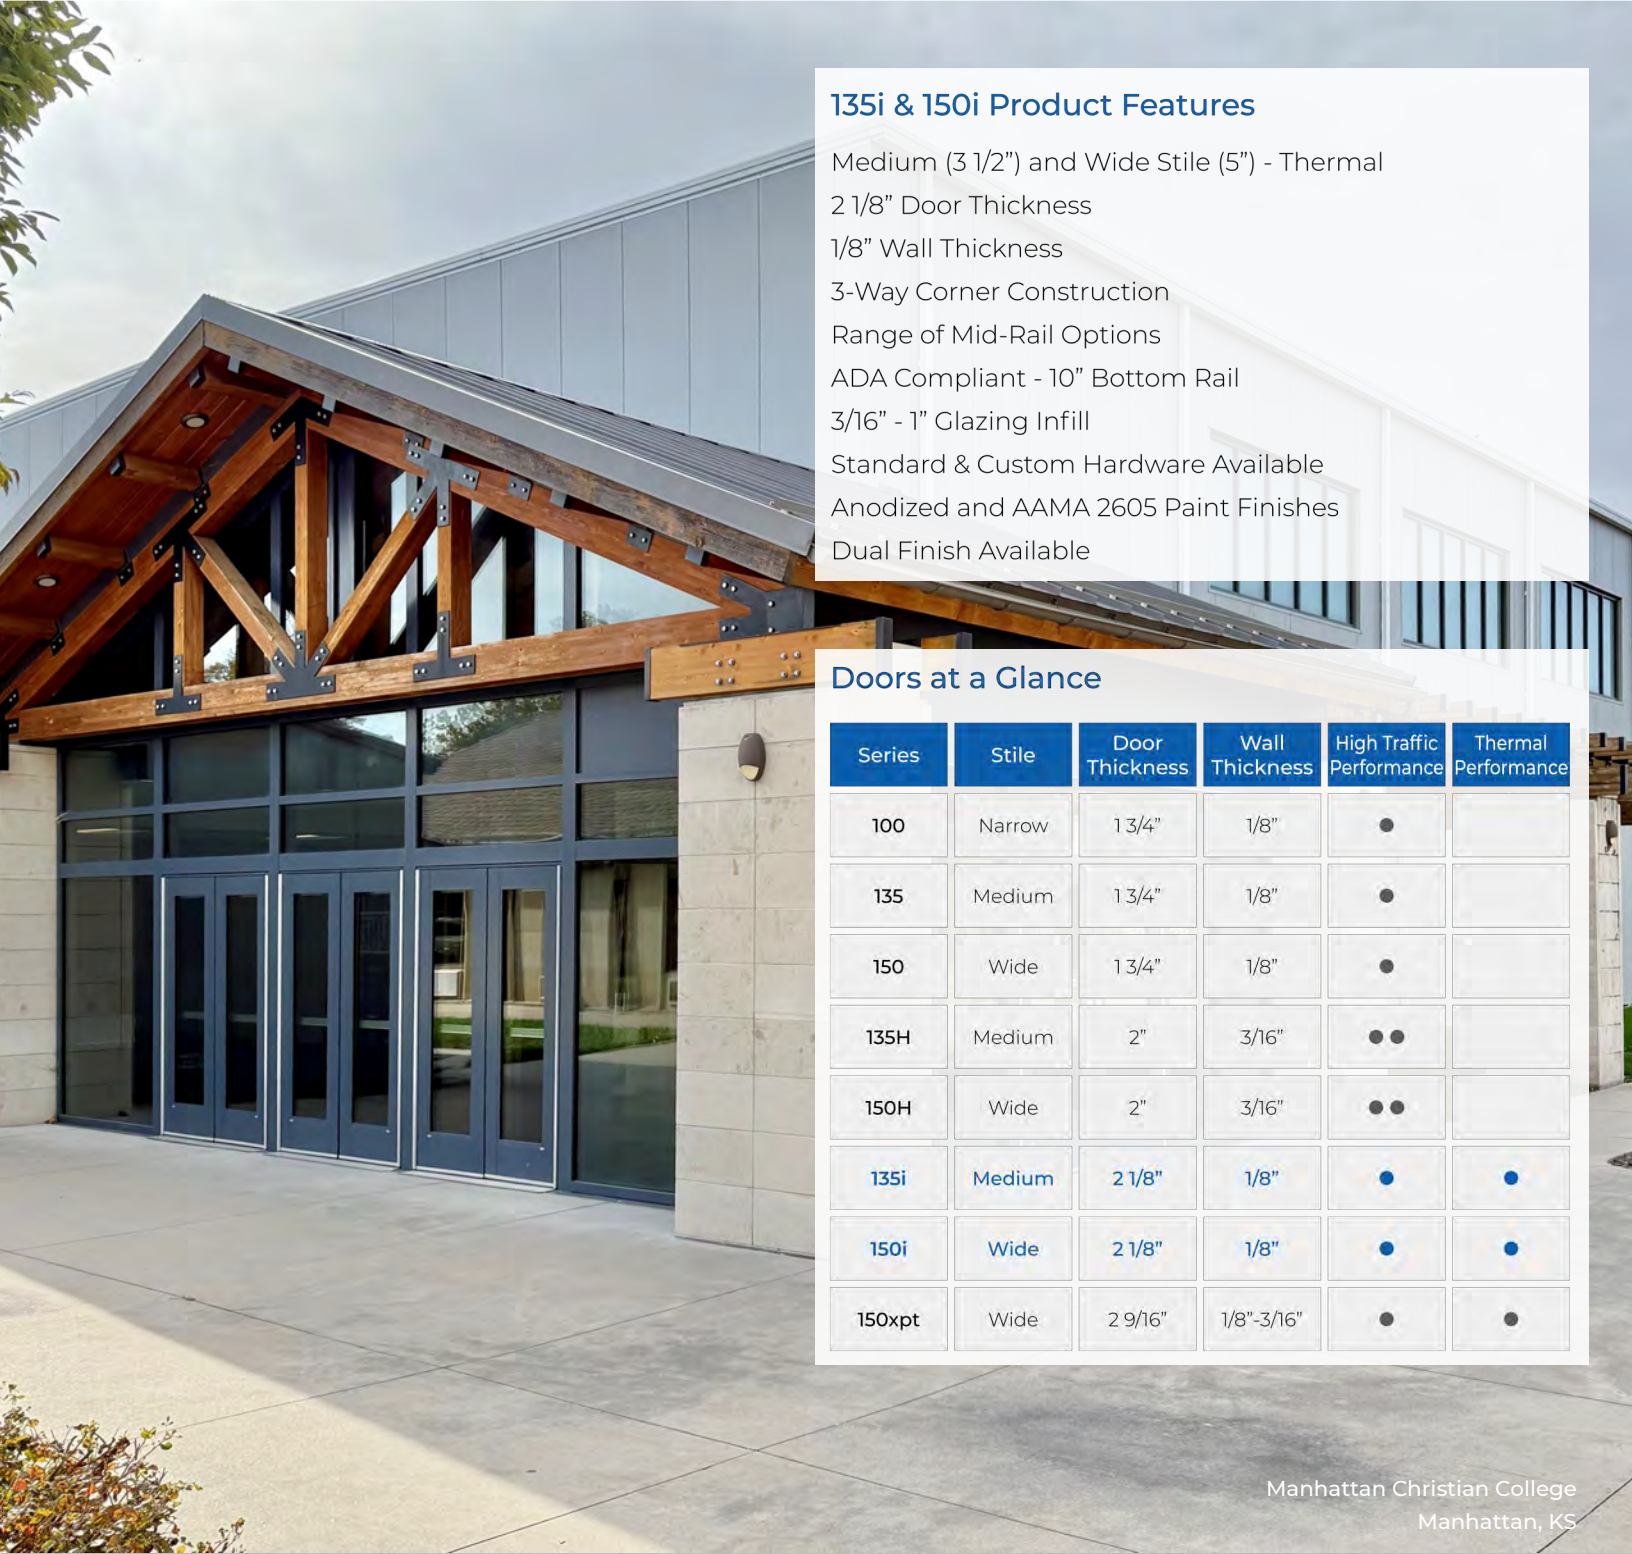 135i & 150i Product Features
Medium (3 1/2”) and Wide Stile (5”) - Thermal
2 1/8” Door Thickness
1/8” Wall Thickness
3-Way Corner Construction
Range of Mid-Rail Options
ADA Compliant - 10” Bottom Rail
3/16” - 1” Glazing Infill
Standard & Custom Hardware Available
Anodized and AAMA 2605 Paint Finishes
Dual Finish Available
Doors at a Glance
Series Stile Door Thickness Wall Thickness High Traffic Performance Thermal Performance
100 Narrow 1 3/4” 1/8” ●
135 Medium 1 3/4” 1/8” ●
150 Wide 1 3/4” 1/8” ●
135H Medium 2” 3/16” ●●
150H Wide 2” 3/16” ●●
135i Medium 2 1/8” 1/8” ● ●
150i Wide 2 1/8” 1/8” ● ●
150xpt Wide 2 9/16” 1/8”-3/16” ● ●
Manhattan Christian College
Manhattan, KS